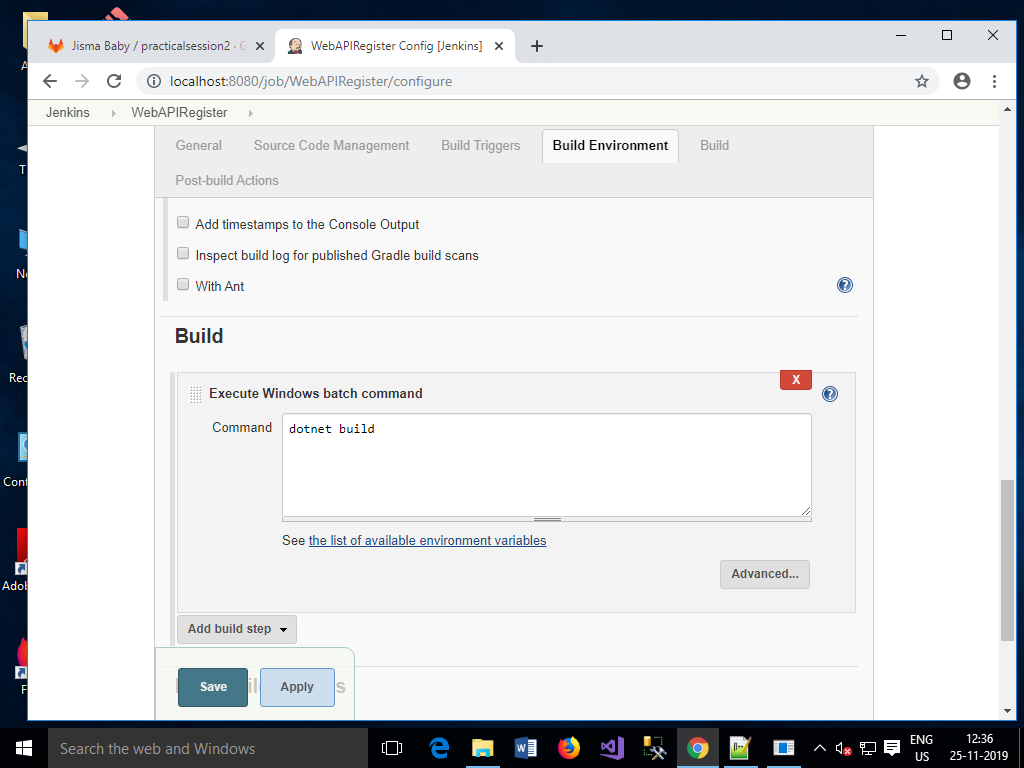 Jisma Baby / practicalsession2 · G
WebAPIRegister Config [Jenkins]
localhost:8080/job/WebAPIRegister/configure
Jenkins
WebAPIRegister
General
Source Code Management
Build Triggers
Build Environment
Build
Post-build Actions
Add timestamps to the Console Output
Inspect build log for published Gradle build scans
With Ant
?
Build
X
Execute Windows batch command
?
Command
dotnet build
See the list of available environment variables
Advanced...
Add build step
Save
Apply
Rec
Cont
Adob
Search the web and Windows
ENG
US
12:36
25-11-2019